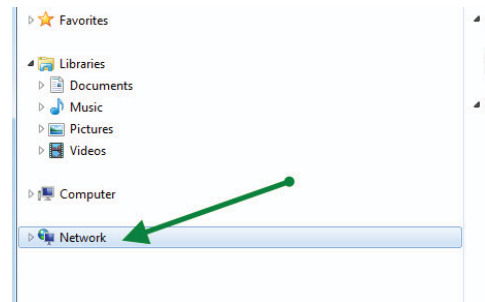 Favorites
Libraries
Documents
Music
Pictures
Videos
Computer
Network